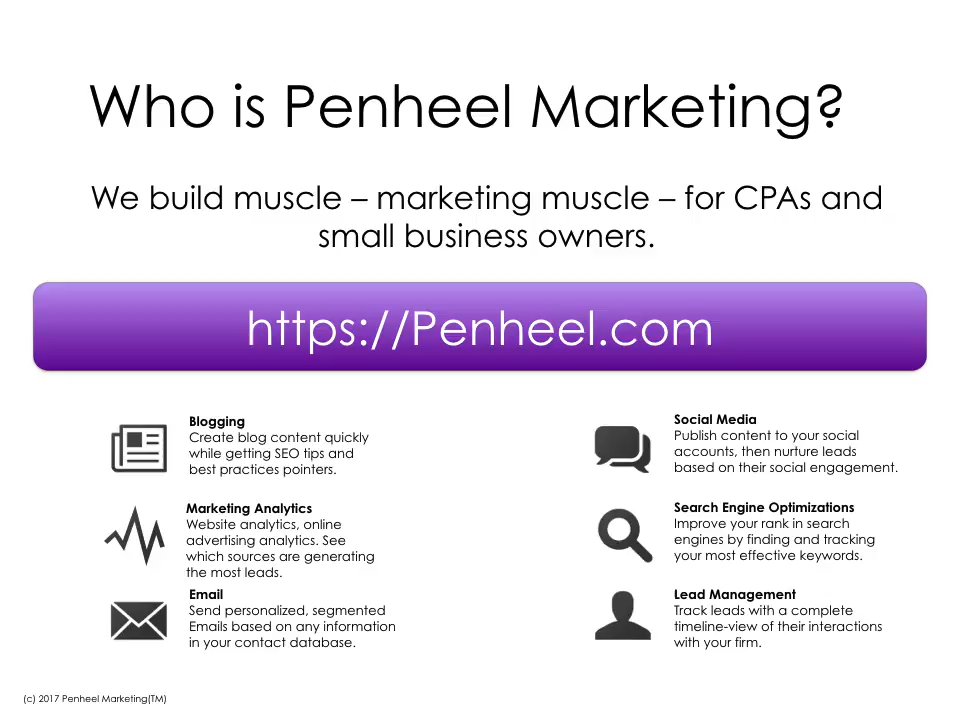 Who is Penheel Marketing?
We build muscle – marketing muscle – for CPAs and
small business owners.
https://Penheel.com
Blogging
Create blog content quickly
while getting SEO tips and
best practices pointers.
Social Media
Publish content to your social
accounts, then nurture leads
based on their social engagement.
Marketing Analytics
Website analytics, online
advertising analytics. See
which sources are generating
the most leads.
Search Engine Optimizations
Improve your rank in search
engines by finding and tracking
your most effective keywords.
Email
Send personalized, segmented
Emails based on any information
in your contact database.
Lead Management
Track leads with a complete
timeline-view of their interactions
with your firm.
(c) 2017 Penheel Marketing(TM)